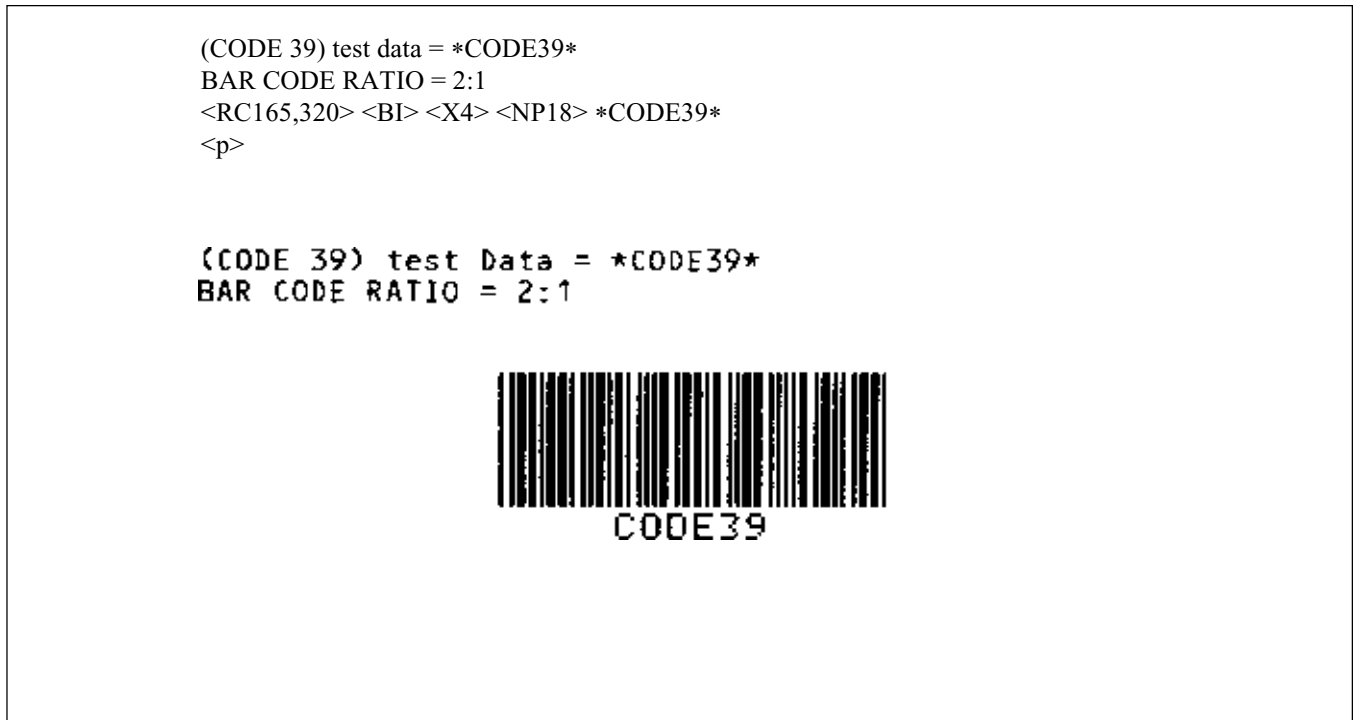 (CODE 39) test data = *CODE39*
BAR CODE RATIO = 2:1
<RC165,320> <BI> <X4> <NP18> *CODE39*
<p>
(CODE 39) test Data = *CODE39*
BAR CODE RATIO = 2:1
CODE39